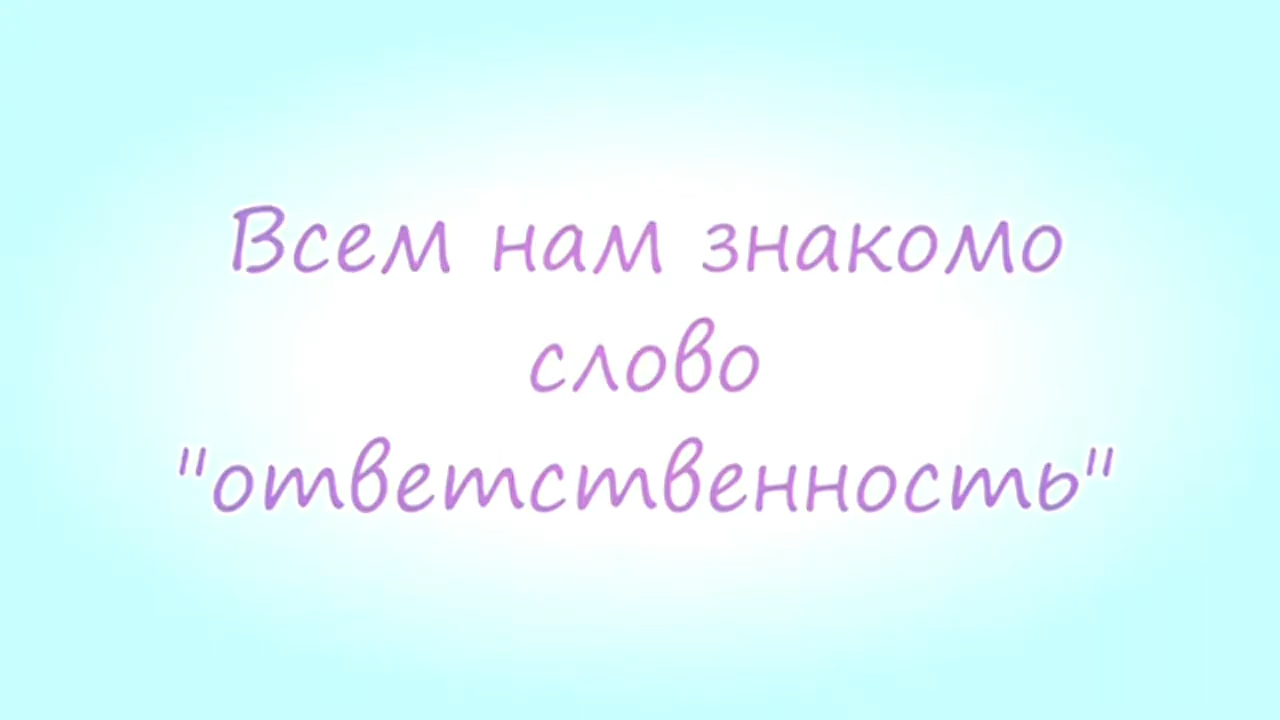 Всем нам знакомо
слово
"ответственность"